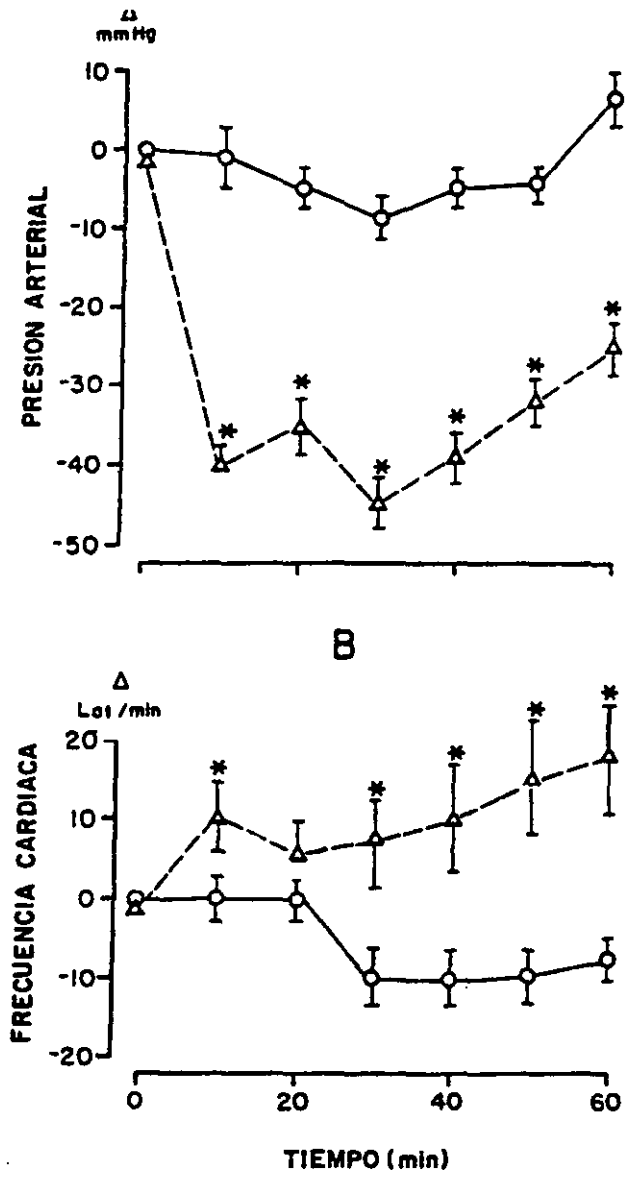 Δ
mmHg
10
0
-10
-20
-30
-40
-50
PRESION ARTERIAL
* * * * * *
B
Δ
Lat/min
20
10
0
-10
-20
FRECUENCIA CARDIACA
* * * * *
0 20 40 60
TIEMPO (min)